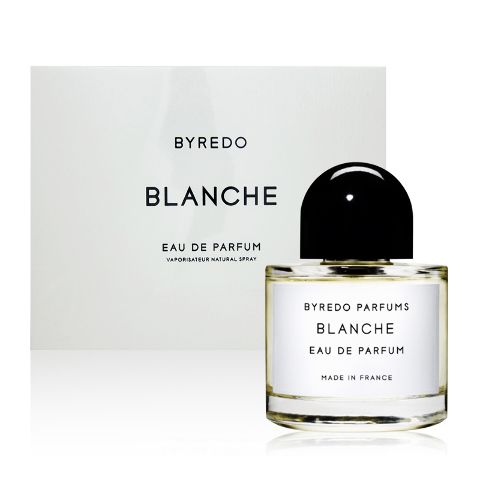 BYREDO
BLANCHE
EAU DE PARFUM
VAPORISATEUR NATURAL SPRAY
BYREDO PARFUMS
BLANCHE
EAU DE PARFUM
MADE IN FRANCE